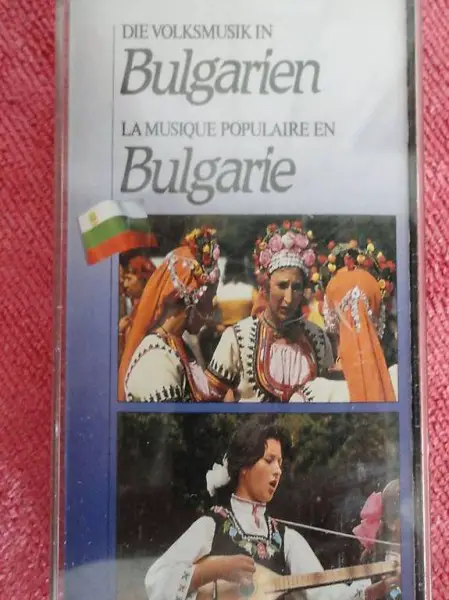 DIE VOLKSMUSIK IN
Bulgarien
LA MUSIQUE POPULAIRE EN
Bulgarie